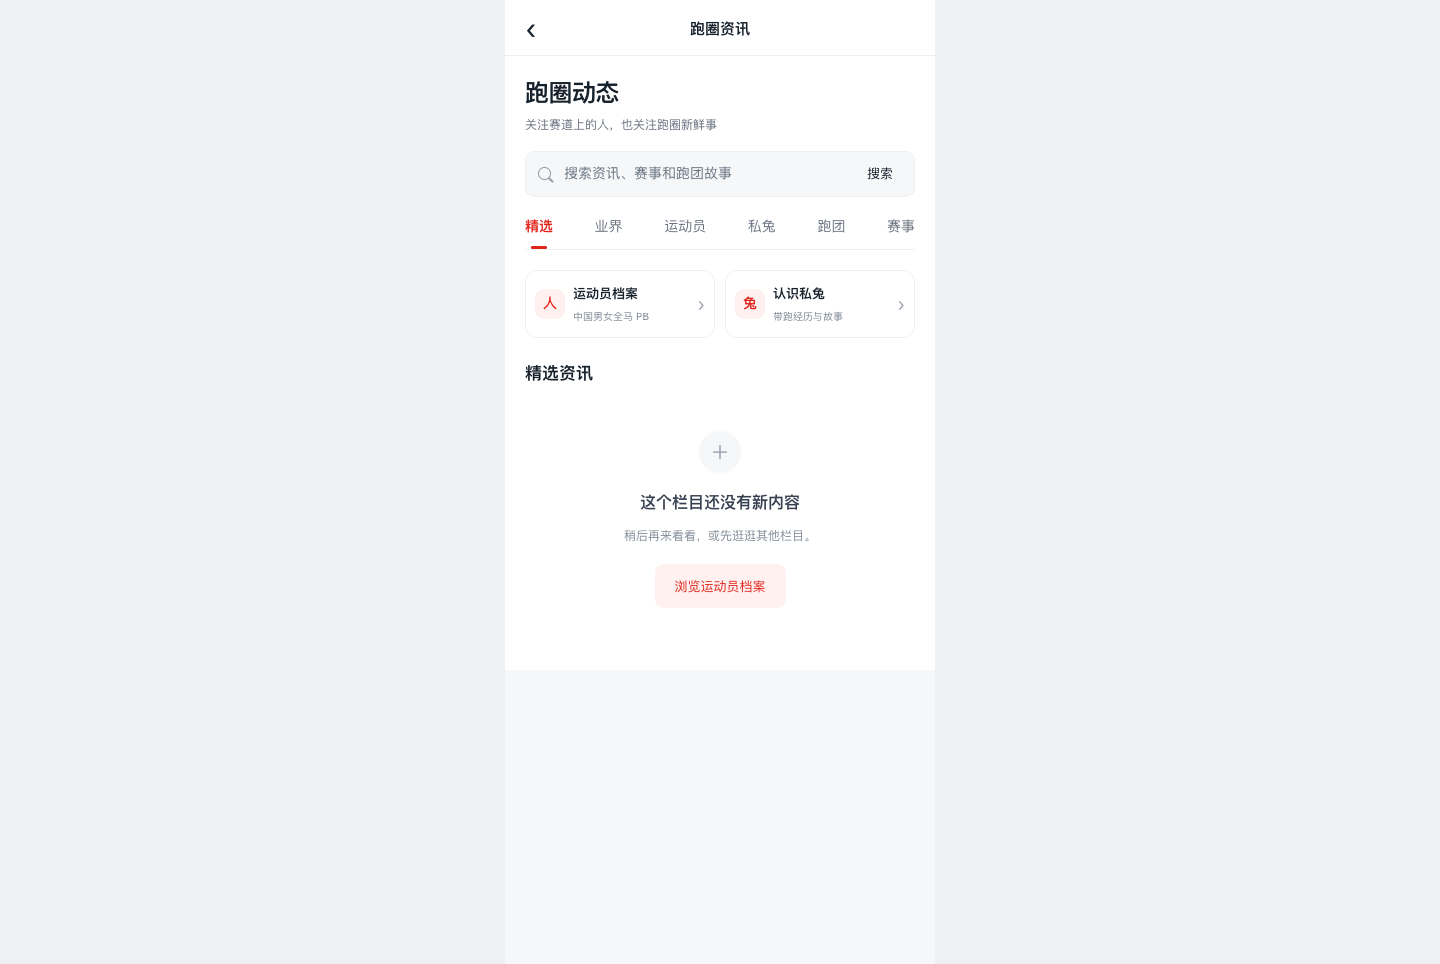 跑圈资讯
跑圈动态
关注赛道上的人，也关注跑圈新鲜事
搜索资讯、赛事和跑团故事 搜索
精选 业界 运动员 私兔 跑团 赛事
人 运动员档案
中国男女全马 PB
兔 认识私兔
带跑经历与故事
精选资讯
这个栏目还没有新内容
稍后再来看看，或先逛逛其他栏目。
浏览运动员档案